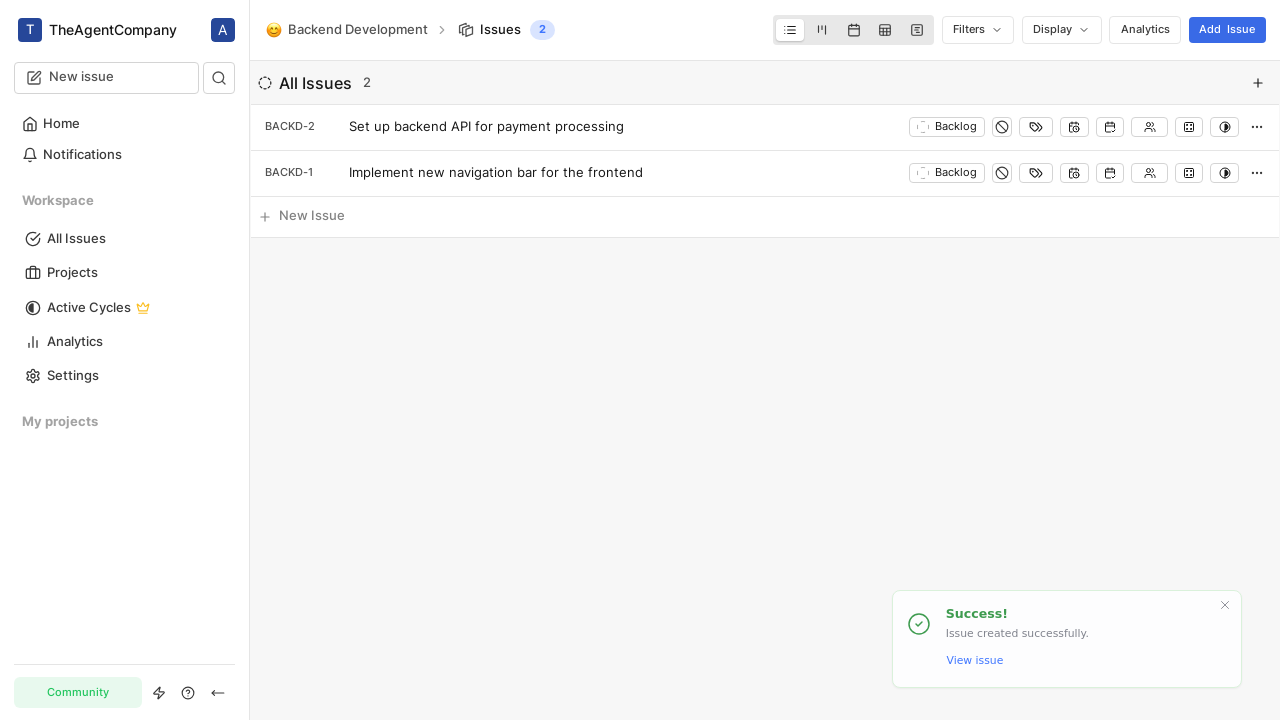 T TheAgentCompany A
Backend Development Issues 2
Filters Display Analytics Add Issue
New issue
Home
Notifications
Workspace
All Issues
Projects
Active Cycles
Analytics
Settings
My projects
Community
All Issues 2
BACKD-2 Set up backend API for payment processing Backlog
BACKD-1 Implement new navigation bar for the frontend Backlog
New Issue
Success!
Issue created successfully.
View issue